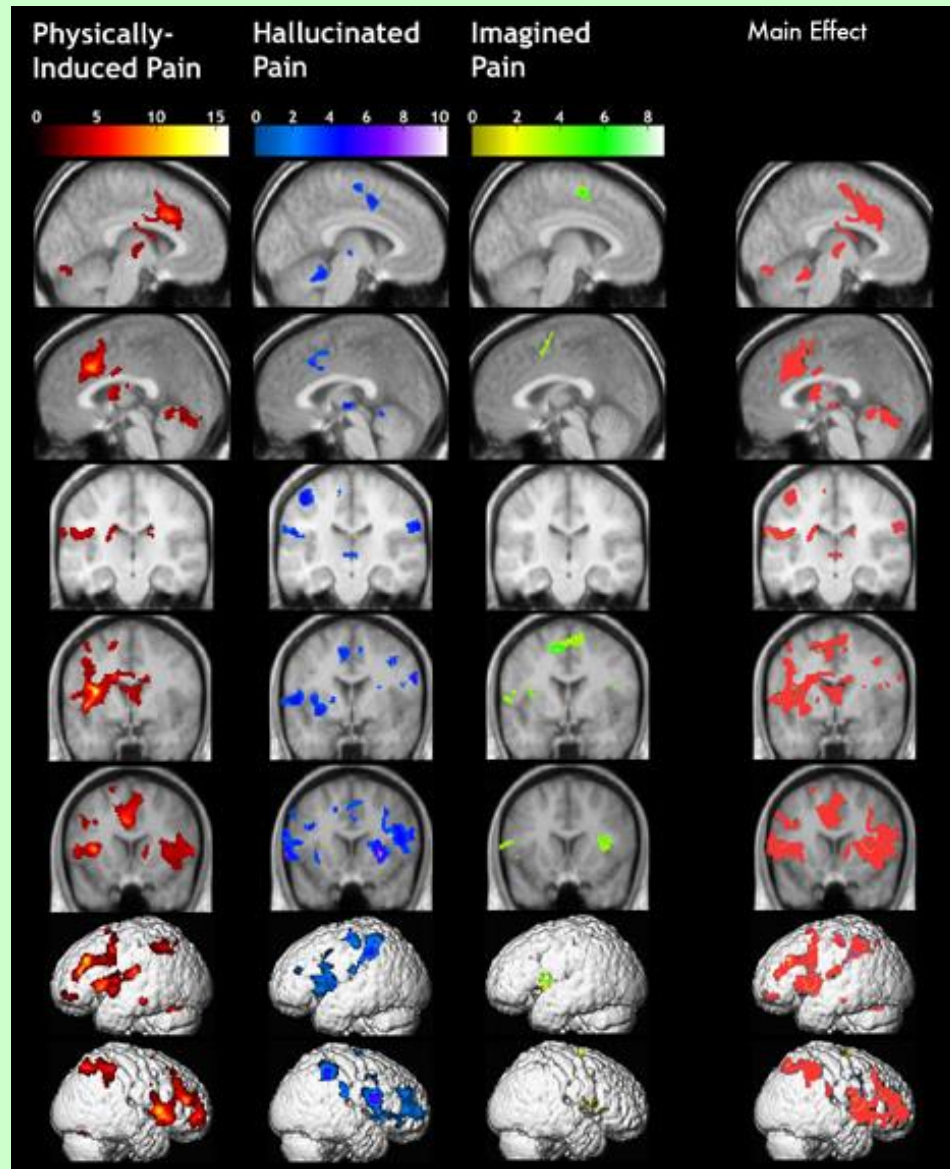 Physically-
Induced Pain
Hallucinated
Pain
Imagined
Pain
Main Effect
0 5 10 15
0 2 4 6 8 10
0 2 4 6 8